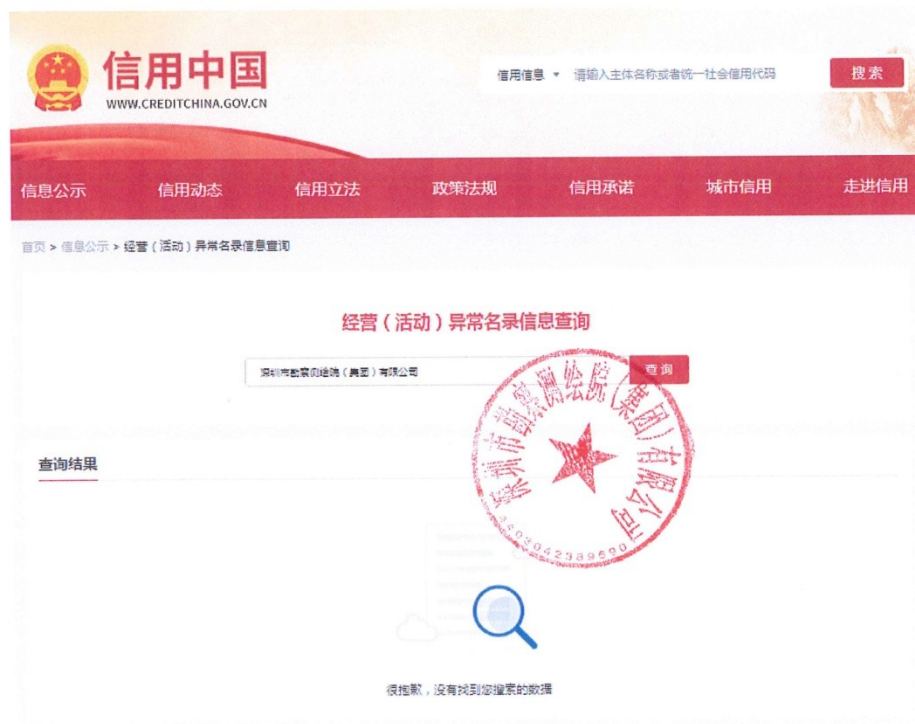 信用中国
WWW.CREDITCHINA.GOV.CN
信用信息 请输入主体名称或者统一社会信用代码 搜索
信息公示 信用动态 信用立法 政策法规 信用承诺 城市信用 走进信用
首页 > 信息公示 > 经营（活动）异常名录信息查询
经营（活动）异常名录信息查询
深圳市勘察测绘院（集团）有限公司 查询
深圳市勘察测绘院（集团）有限公司
查询结果
很抱歉，没有找到您搜索的数据